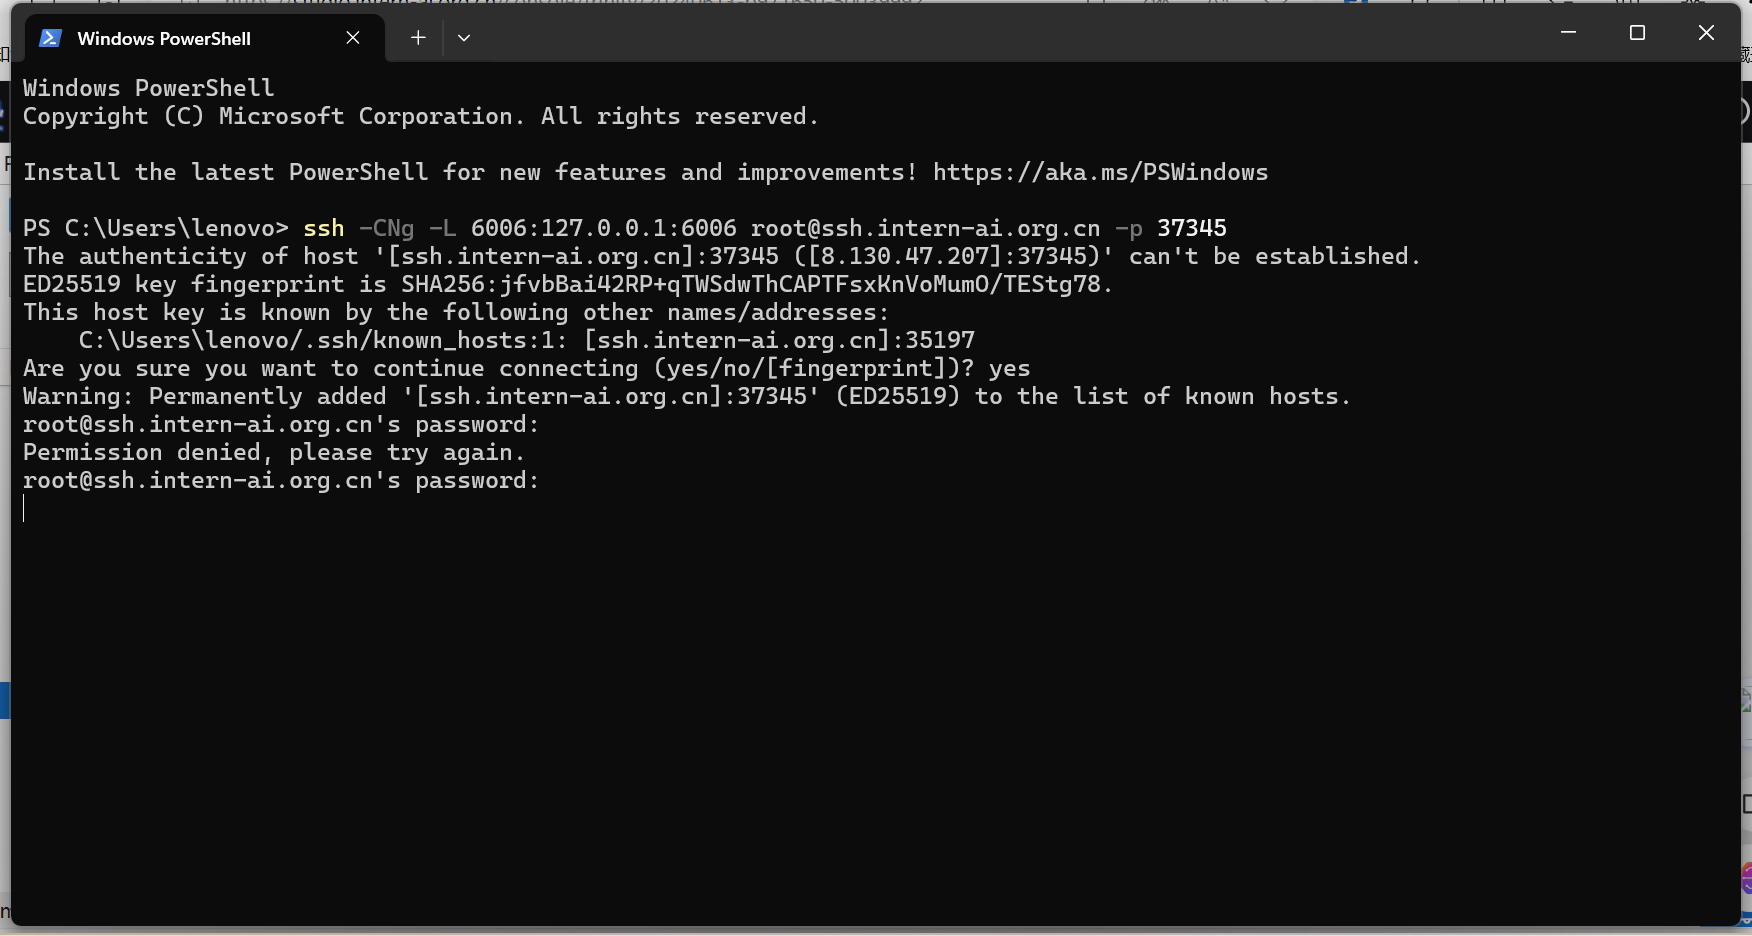 Windows PowerShell
Windows PowerShell
Copyright (C) Microsoft Corporation. All rights reserved.
Install the latest PowerShell for new features and improvements! https://aka.ms/PSWindows
PS C:\Users\lenovo> ssh -CNg -L 6006:127.0.0.1:6006 root@ssh.intern-ai.org.cn -p 37345
The authenticity of host '[ssh.intern-ai.org.cn]:37345 ([8.130.47.207]:37345)' can't be established.
ED25519 key fingerprint is SHA256:jfvbBai42RP+qTWSdwThCAPTFsxKnVoMumO/TEStg78.
This host key is known by the following other names/addresses:
    C:\Users\lenovo/.ssh/known_hosts:1: [ssh.intern-ai.org.cn]:35197
Are you sure you want to continue connecting (yes/no/[fingerprint])? yes
Warning: Permanently added '[ssh.intern-ai.org.cn]:37345' (ED25519) to the list of known hosts.
root@ssh.intern-ai.org.cn's password:
Permission denied, please try again.
root@ssh.intern-ai.org.cn's password: